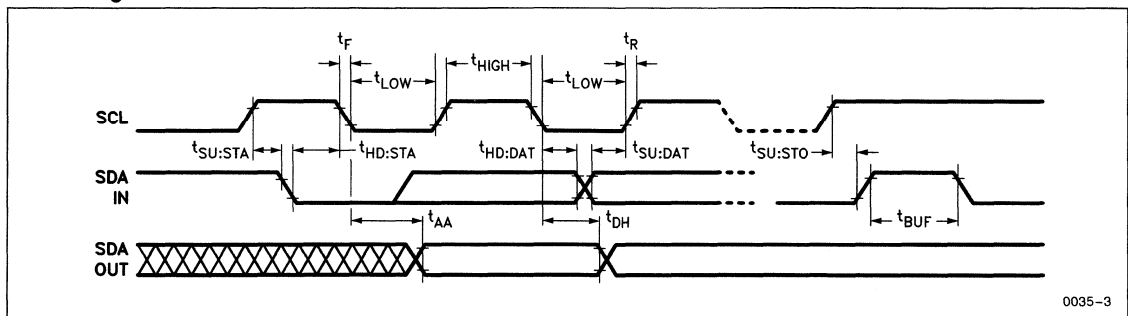 tF
tR
tLOW
tHIGH
tLOW
SCL
tSU:STA
tHD:STA
tHD:DAT
tSU:DAT
tSU:STO
SDA
IN
tBUF
tAA
tDH
SDA
OUT
0035-3